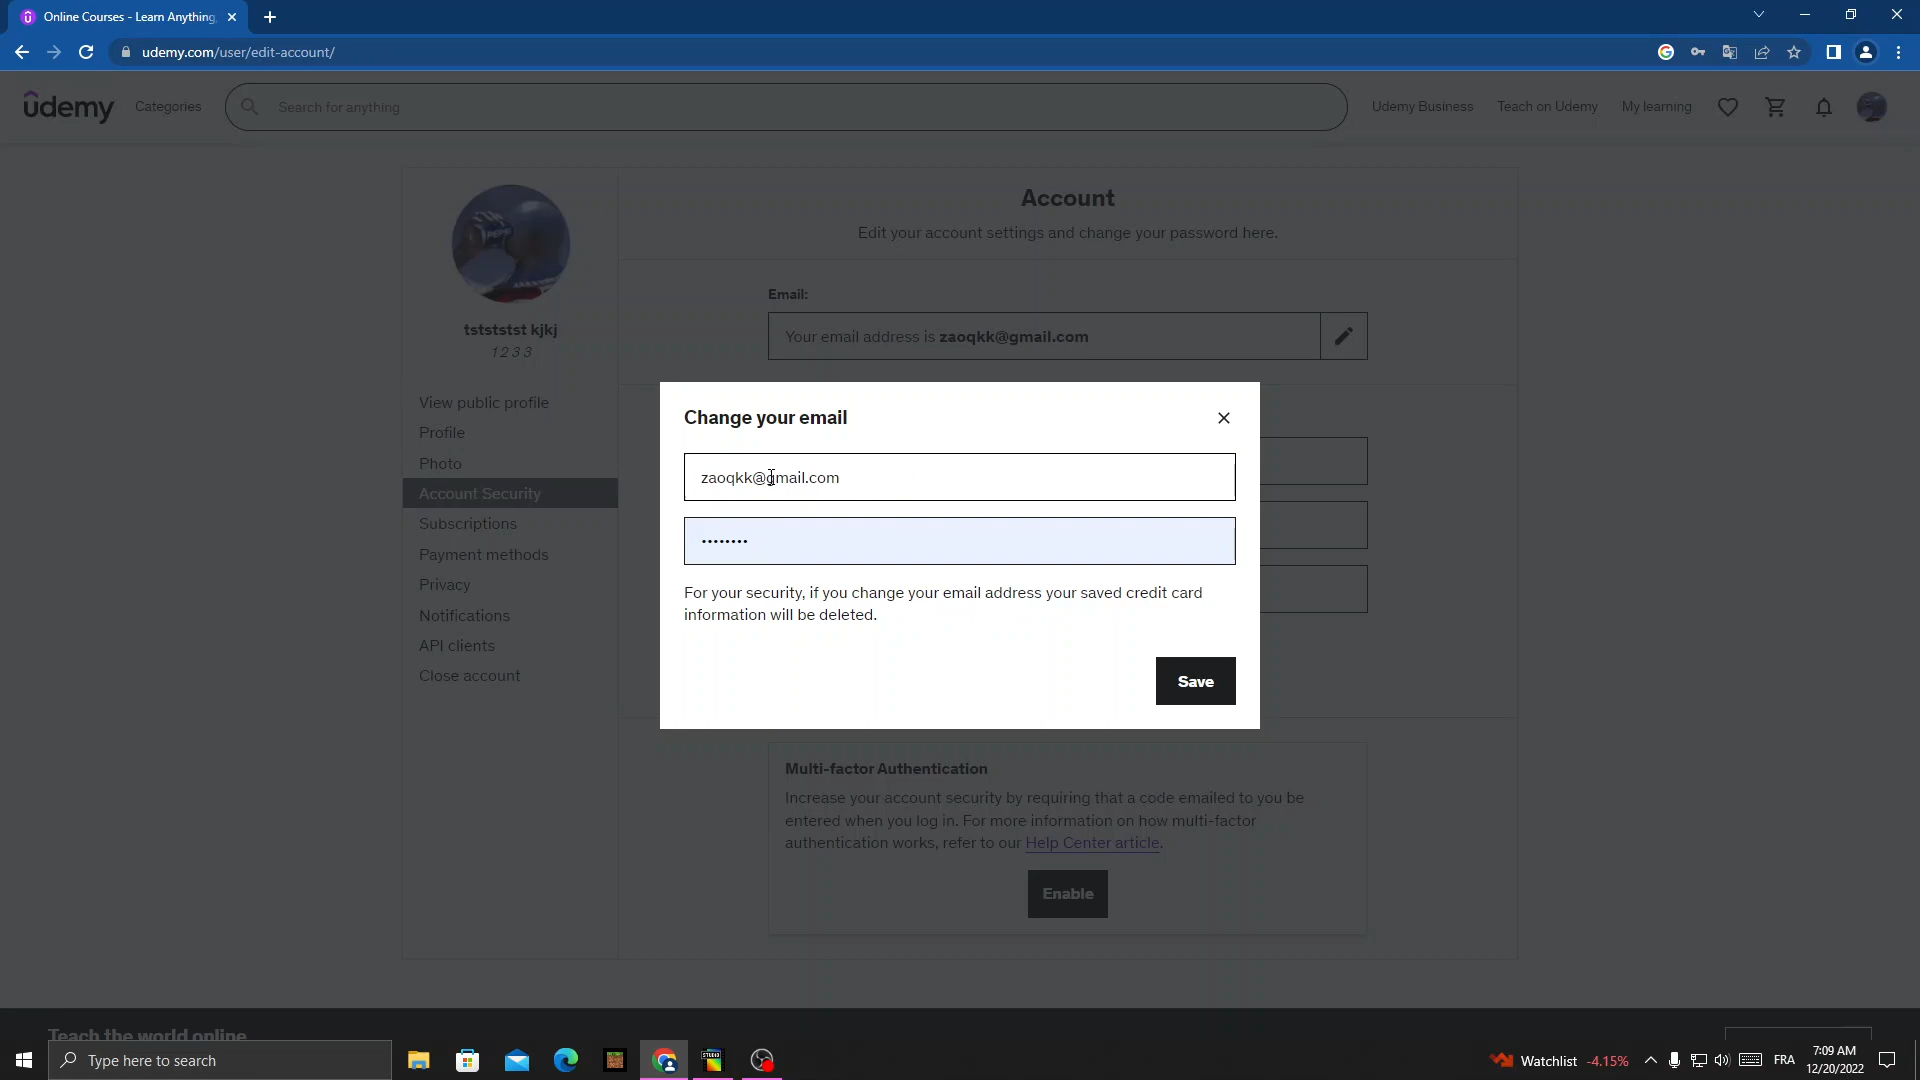 Online Courses - Learn Anything,
udemy.com/user/edit-account/
ûdemy
Categories
Search for anything
Udemy Business
Teach on Udemy
My learning
Account
Edit your account settings and change your password here.
tstststst kjkj
1 2 3 3
View public profile
Profile
Photo
Account Security
Subscriptions
Payment methods
Privacy
Notifications
API clients
Close account
Email:
Your email address is zaoqkk@gmail.com
Change your email
zaoqkk@gmail.com
••••••••
For your security, if you change your email address your saved credit card
information will be deleted.
Save
Multi-factor Authentication
Increase your account security by requiring that a code emailed to you be
entered when you log in. For more information on how multi-factor
authentication works, refer to our Help Center article.
Enable
Teach the world online
Type here to search
STUDIO
Watchlist -4.15%
FRA
7:09 AM
12/20/2022